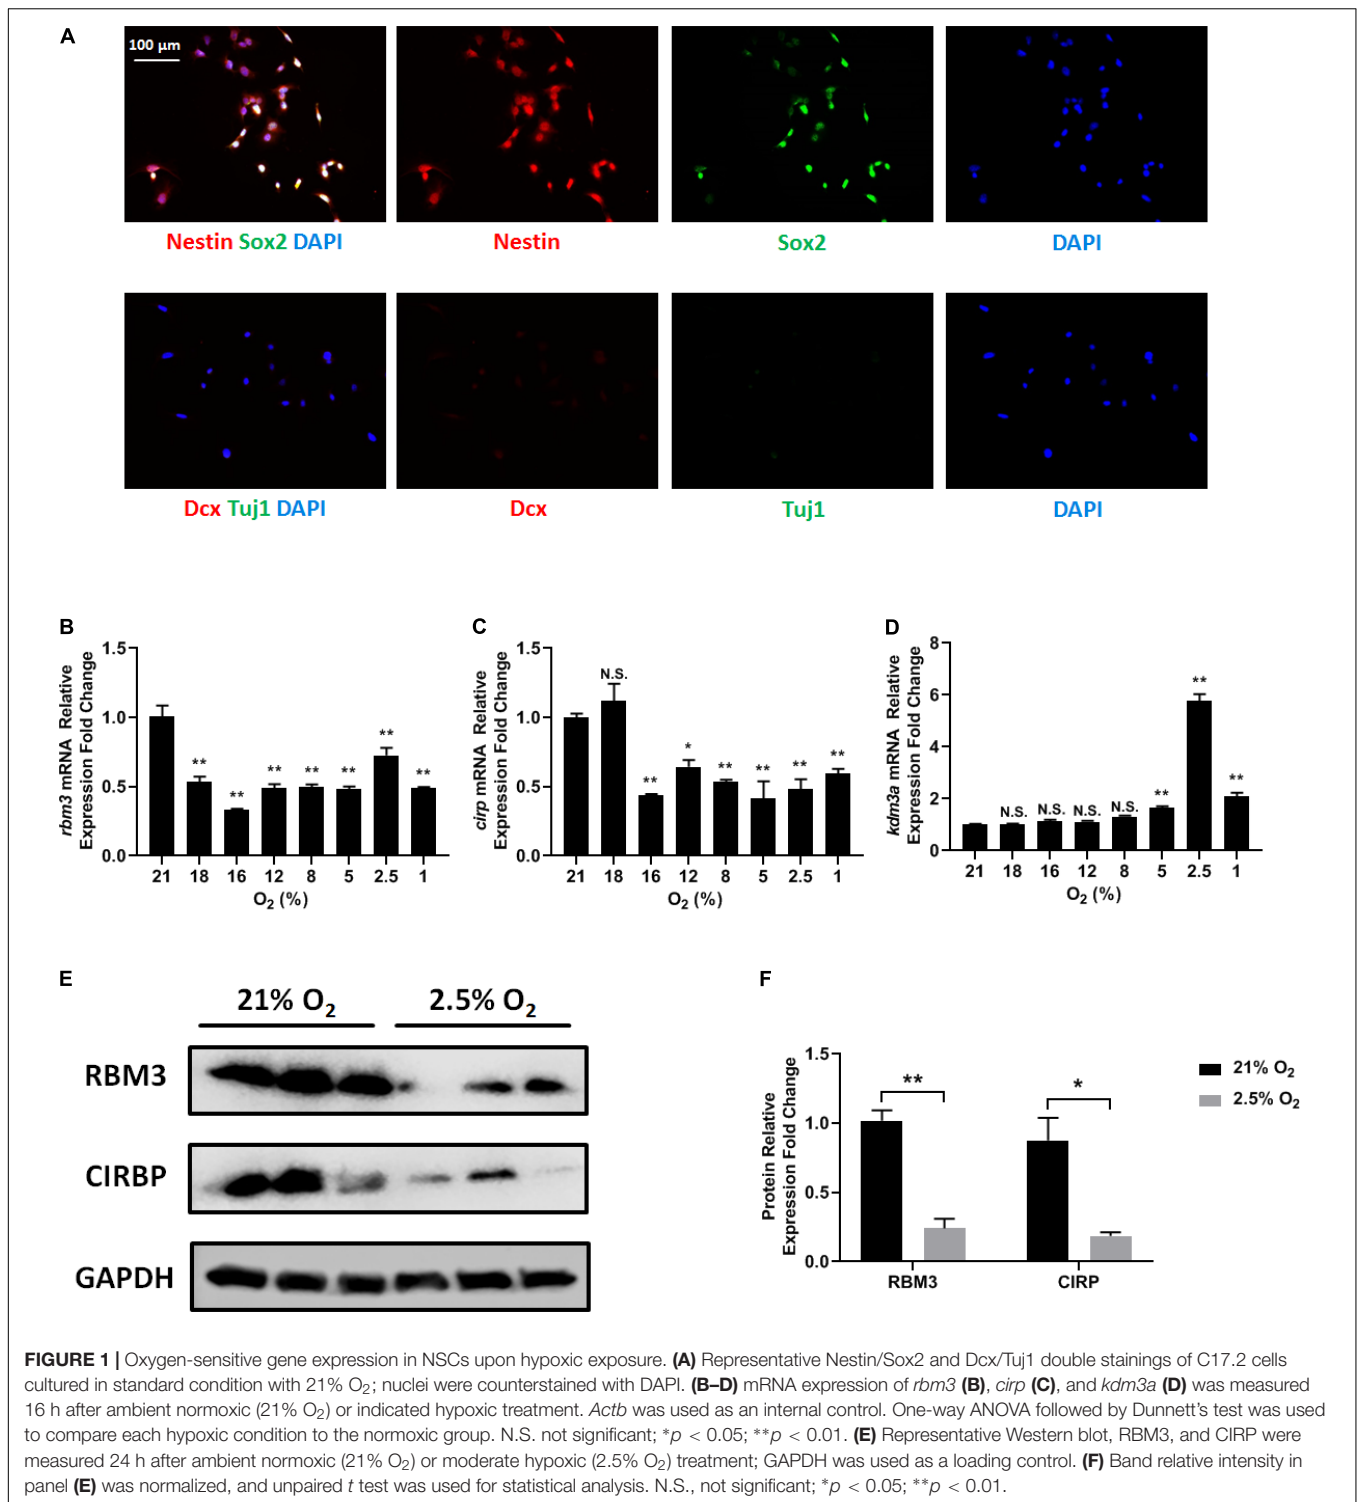 A
100 µm
Nestin Sox2 DAPI
Nestin
Sox2
DAPI
Dcx Tuj1 DAPI
Dcx
Tuj1
DAPI
B
rbm3 mRNA Relative
Expression Fold Change
1.5
1.0
0.5
0.0
**
**
**
**
**
**
**
21 18 16 12 8 5 2.5 1
O2 (%)
C
cirp mRNA Relative
Expression Fold Change
1.5
1.0
0.5
0.0
N.S.
**
*
**
**
**
**
21 18 16 12 8 5 2.5 1
O2 (%)
D
kdm3a mRNA Relative
Expression Fold Change
8
6
4
2
0
N.S.
N.S.
N.S.
N.S.
**
**
**
21 18 16 12 8 5 2.5 1
O2 (%)
E
21% O2 2.5% O2
RBM3
CIRBP
GAPDH
F
Protein Relative
Expression Fold Change
1.5
1.0
0.5
0.0
**
*
RBM3 CIRP
21% O2
2.5% O2
FIGURE 1 | Oxygen-sensitive gene expression in NSCs upon hypoxic exposure. (A) Representative Nestin/Sox2 and Dcx/Tuj1 double stainings of C17.2 cells
cultured in standard condition with 21% O2; nuclei were counterstained with DAPI. (B–D) mRNA expression of rbm3 (B), cirp (C), and kdm3a (D) was measured
16 h after ambient normoxic (21% O2) or indicated hypoxic treatment. Actb was used as an internal control. One-way ANOVA followed by Dunnett's test was used
to compare each hypoxic condition to the normoxic group. N.S. not significant; *p < 0.05; **p < 0.01. (E) Representative Western blot, RBM3, and CIRP were
measured 24 h after ambient normoxic (21% O2) or moderate hypoxic (2.5% O2) treatment; GAPDH was used as a loading control. (F) Band relative intensity in
panel (E) was normalized, and unpaired t test was used for statistical analysis. N.S., not significant; *p < 0.05; **p < 0.01.